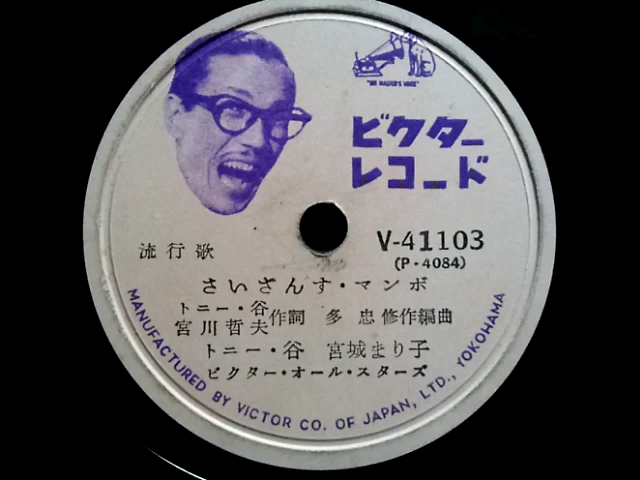 "HIS MASTER'S VOICE"
ビクター
レコード
V-41103
(P・4084)
流行歌
さいさんす・マンボ
トニー・谷
宮川哲夫 作詞 多 忠修作編曲
トニー・谷 宮城まり子
ビクター・オール・スターズ
MANUFACTURED BY VICTOR CO. OF JAPAN, LTD., YOKOHAMA